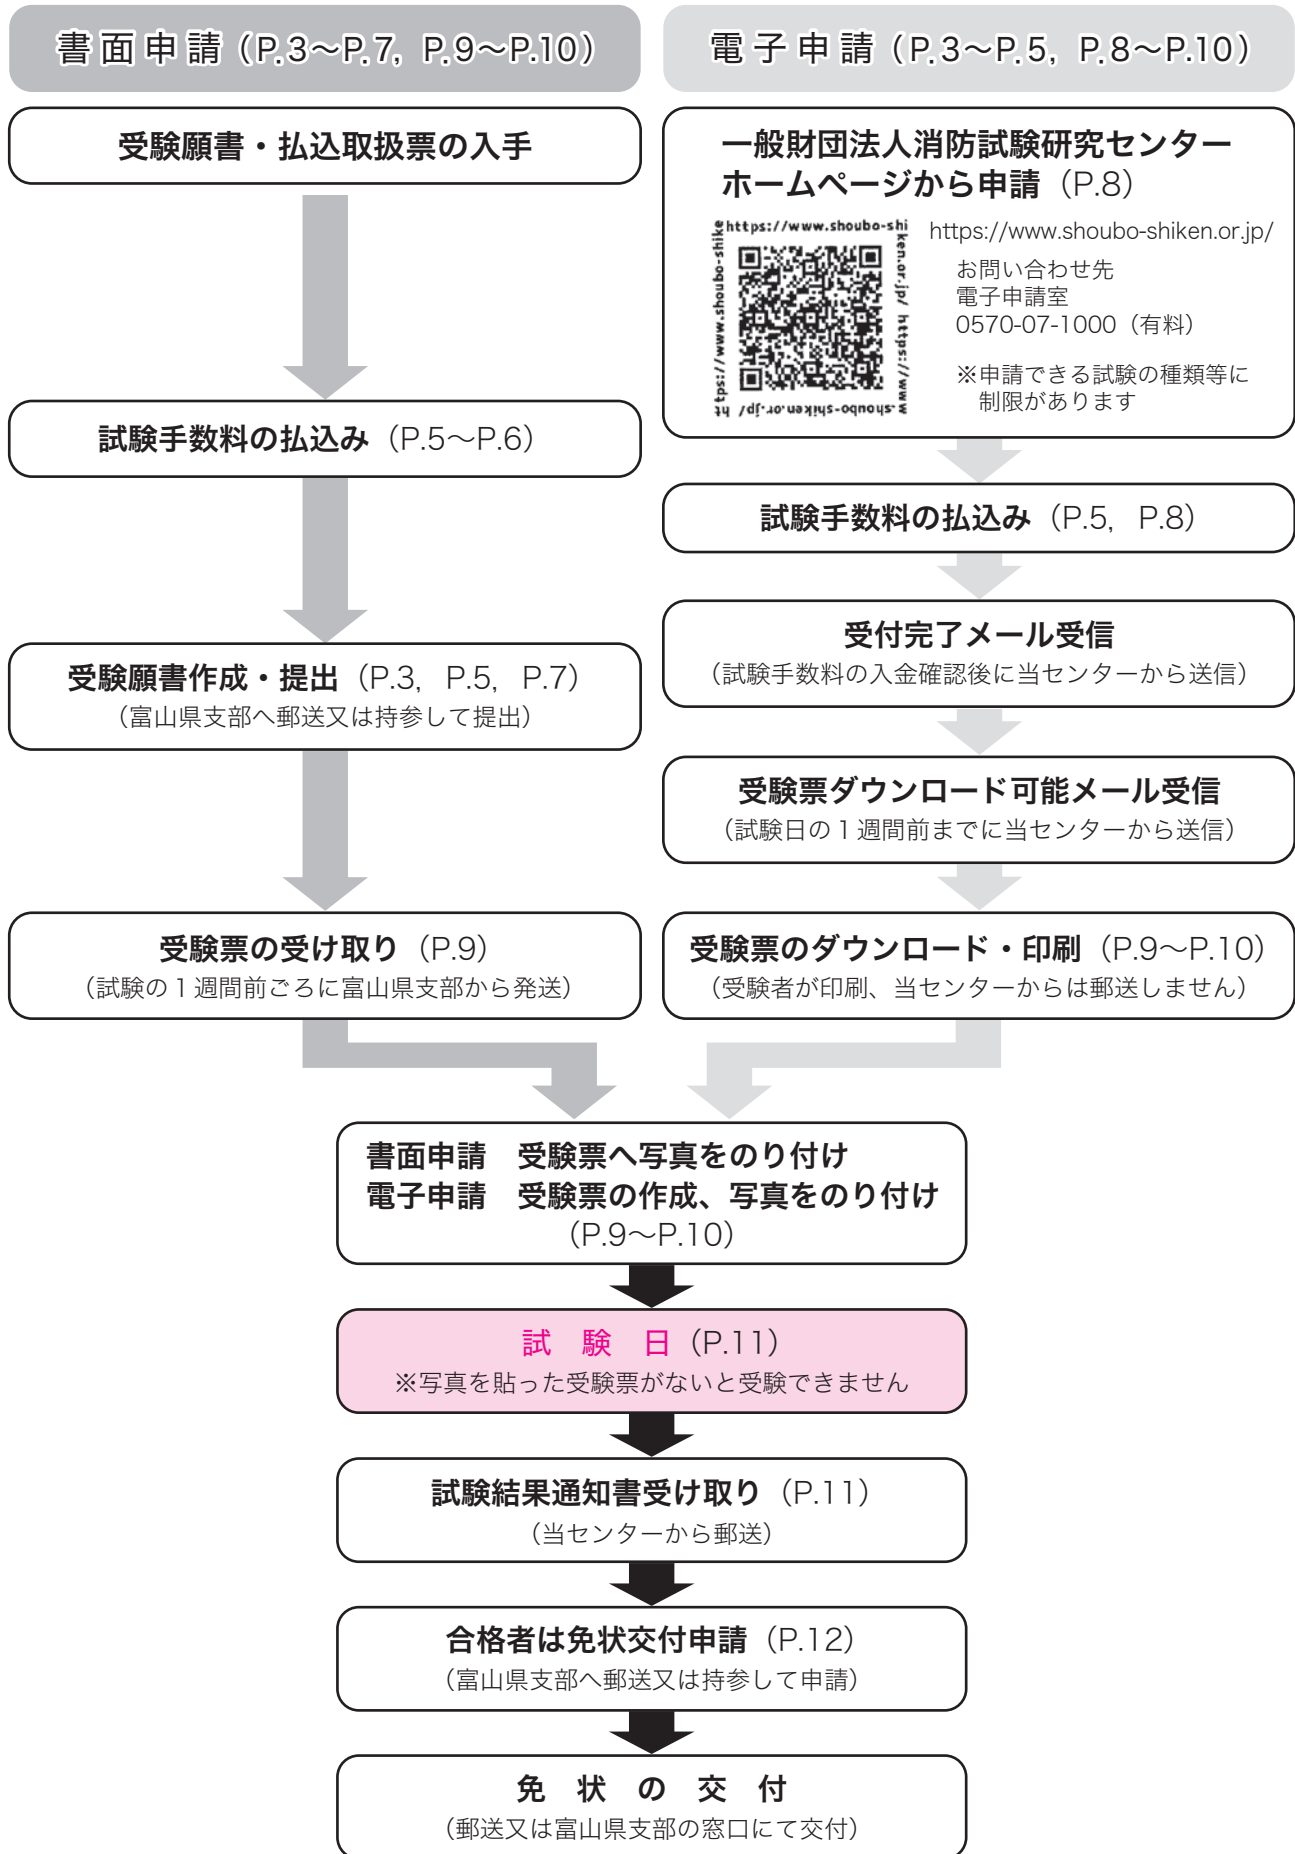 書面申請（P.3～P.7, P.9～P.10）
受験願書・払込取扱票の入手
試験手数料の払込み（P.5～P.6）
受験願書作成・提出（P.3, P.5, P.7）
（富山県支部へ郵送又は持参して提出）
受験票の受け取り（P.9）
（試験の１週間前ごろに富山県支部から発送）
電子申請（P.3～P.5, P.8～P.10）
一般財団法人消防試験研究センター
ホームページから申請（P.8）
https://www.shoubo-shi
ken.or.jp/ https://www
w.shoubo-shiken.or.jp/ ht
ttps://www.shoubo-shike
https://www.shoubo-shiken.or.jp/
お問い合わせ先
電子申請室
0570-07-1000（有料）
※申請できる試験の種類等に
制限があります
試験手数料の払込み（P.5, P.8）
受付完了メール受信
（試験手数料の入金確認後に当センターから送信）
受験票ダウンロード可能メール受信
（試験日の１週間前までに当センターから送信）
受験票のダウンロード・印刷（P.9～P.10）
（受験者が印刷、当センターからは郵送しません）
書面申請　受験票へ写真をのり付け
電子申請　受験票の作成、写真をのり付け
（P.9～P.10）
試　験　日（P.11）
※写真を貼った受験票がないと受験できません
試験結果通知書受け取り（P.11）
（当センターから郵送）
合格者は免状交付申請（P.12）
（富山県支部へ郵送又は持参して申請）
免　状　の　交　付
（郵送又は富山県支部の窓口にて交付）